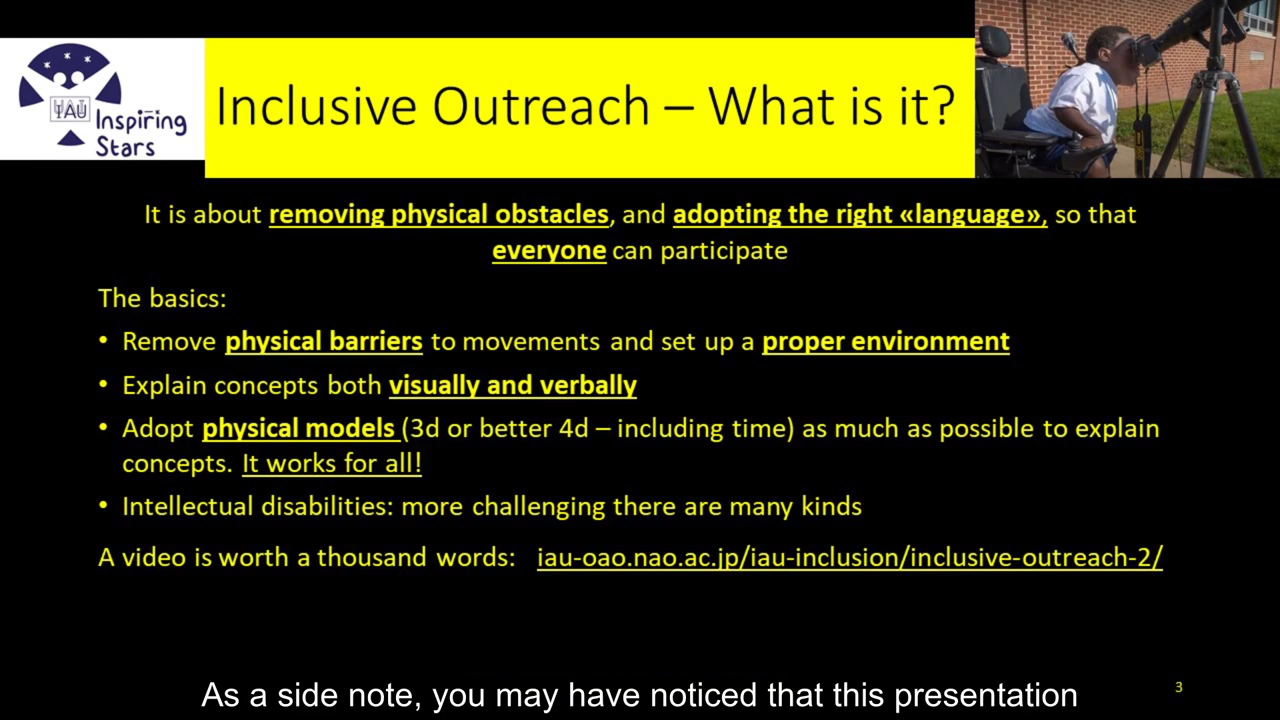 IAU
Inspiring
Stars
Inclusive Outreach – What is it?
It is about removing physical obstacles, and adopting the right «language», so that
everyone can participate
The basics:
• Remove physical barriers to movements and set up a proper environment
• Explain concepts both visually and verbally
• Adopt physical models (3d or better 4d – including time) as much as possible to explain
concepts. It works for all!
• Intellectual disabilities: more challenging there are many kinds
A video is worth a thousand words: iau-oao.nao.ac.jp/iau-inclusion/inclusive-outreach-2/
As a side note, you may have noticed that this presentation
3